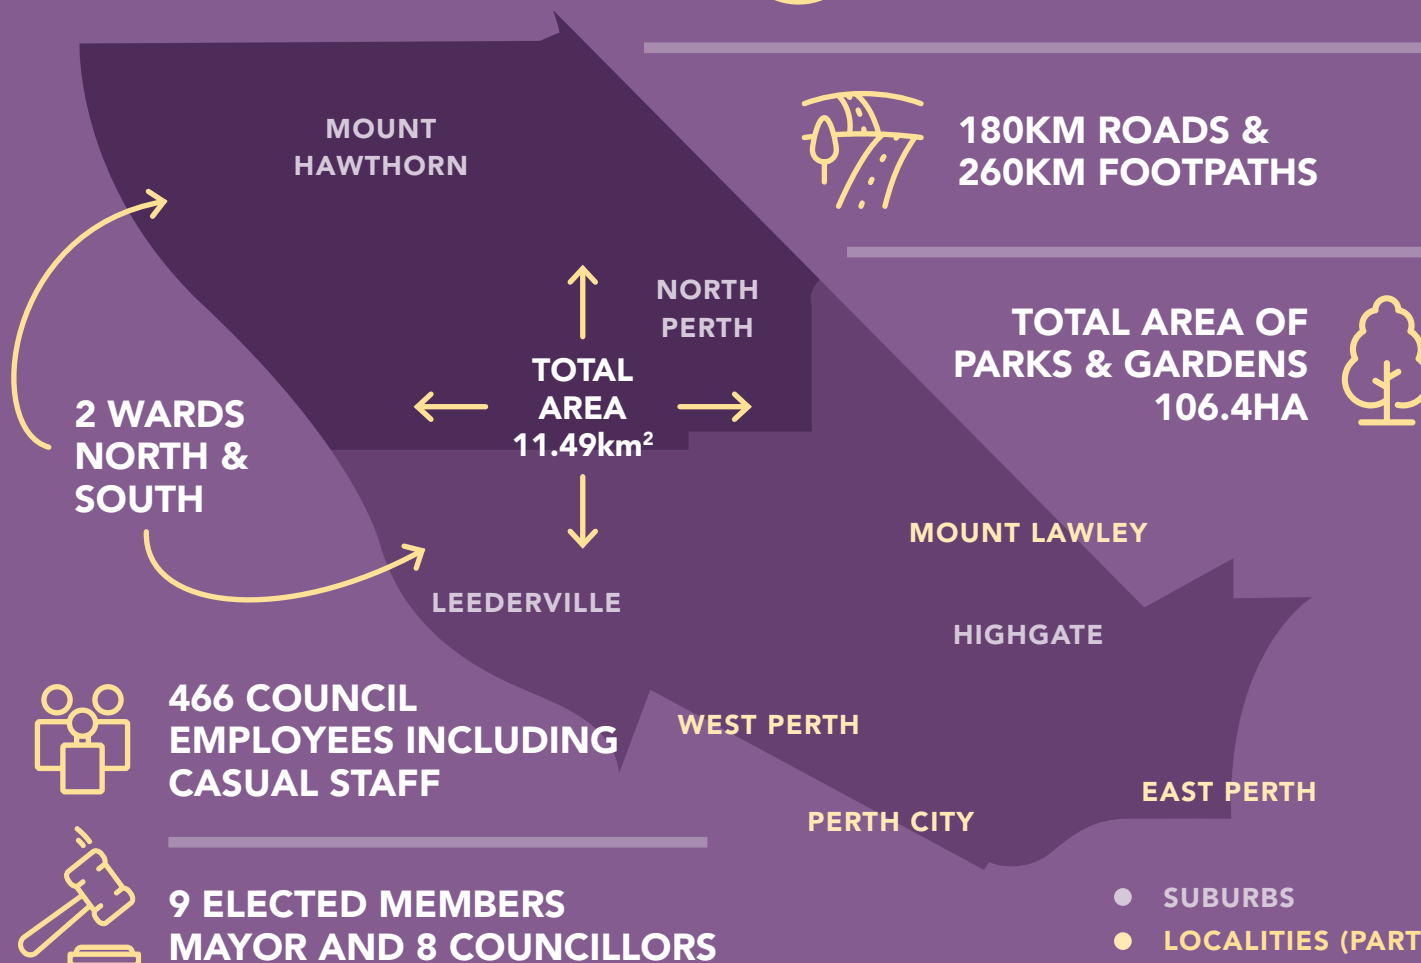 180KM ROADS &
260KM FOOTPATHS
MOUNT
HAWTHORN
NORTH
PERTH
TOTAL AREA OF
PARKS & GARDENS
106.4HA
TOTAL
AREA
11.49km²
2 WARDS
NORTH &
SOUTH
MOUNT LAWLEY
LEEDERVILLE
HIGHGATE
466 COUNCIL
EMPLOYEES INCLUDING
CASUAL STAFF
WEST PERTH
EAST PERTH
PERTH CITY
9 ELECTED MEMBERS
MAYOR AND 8 COUNCILLORS
SUBURBS
LOCALITIES (PART